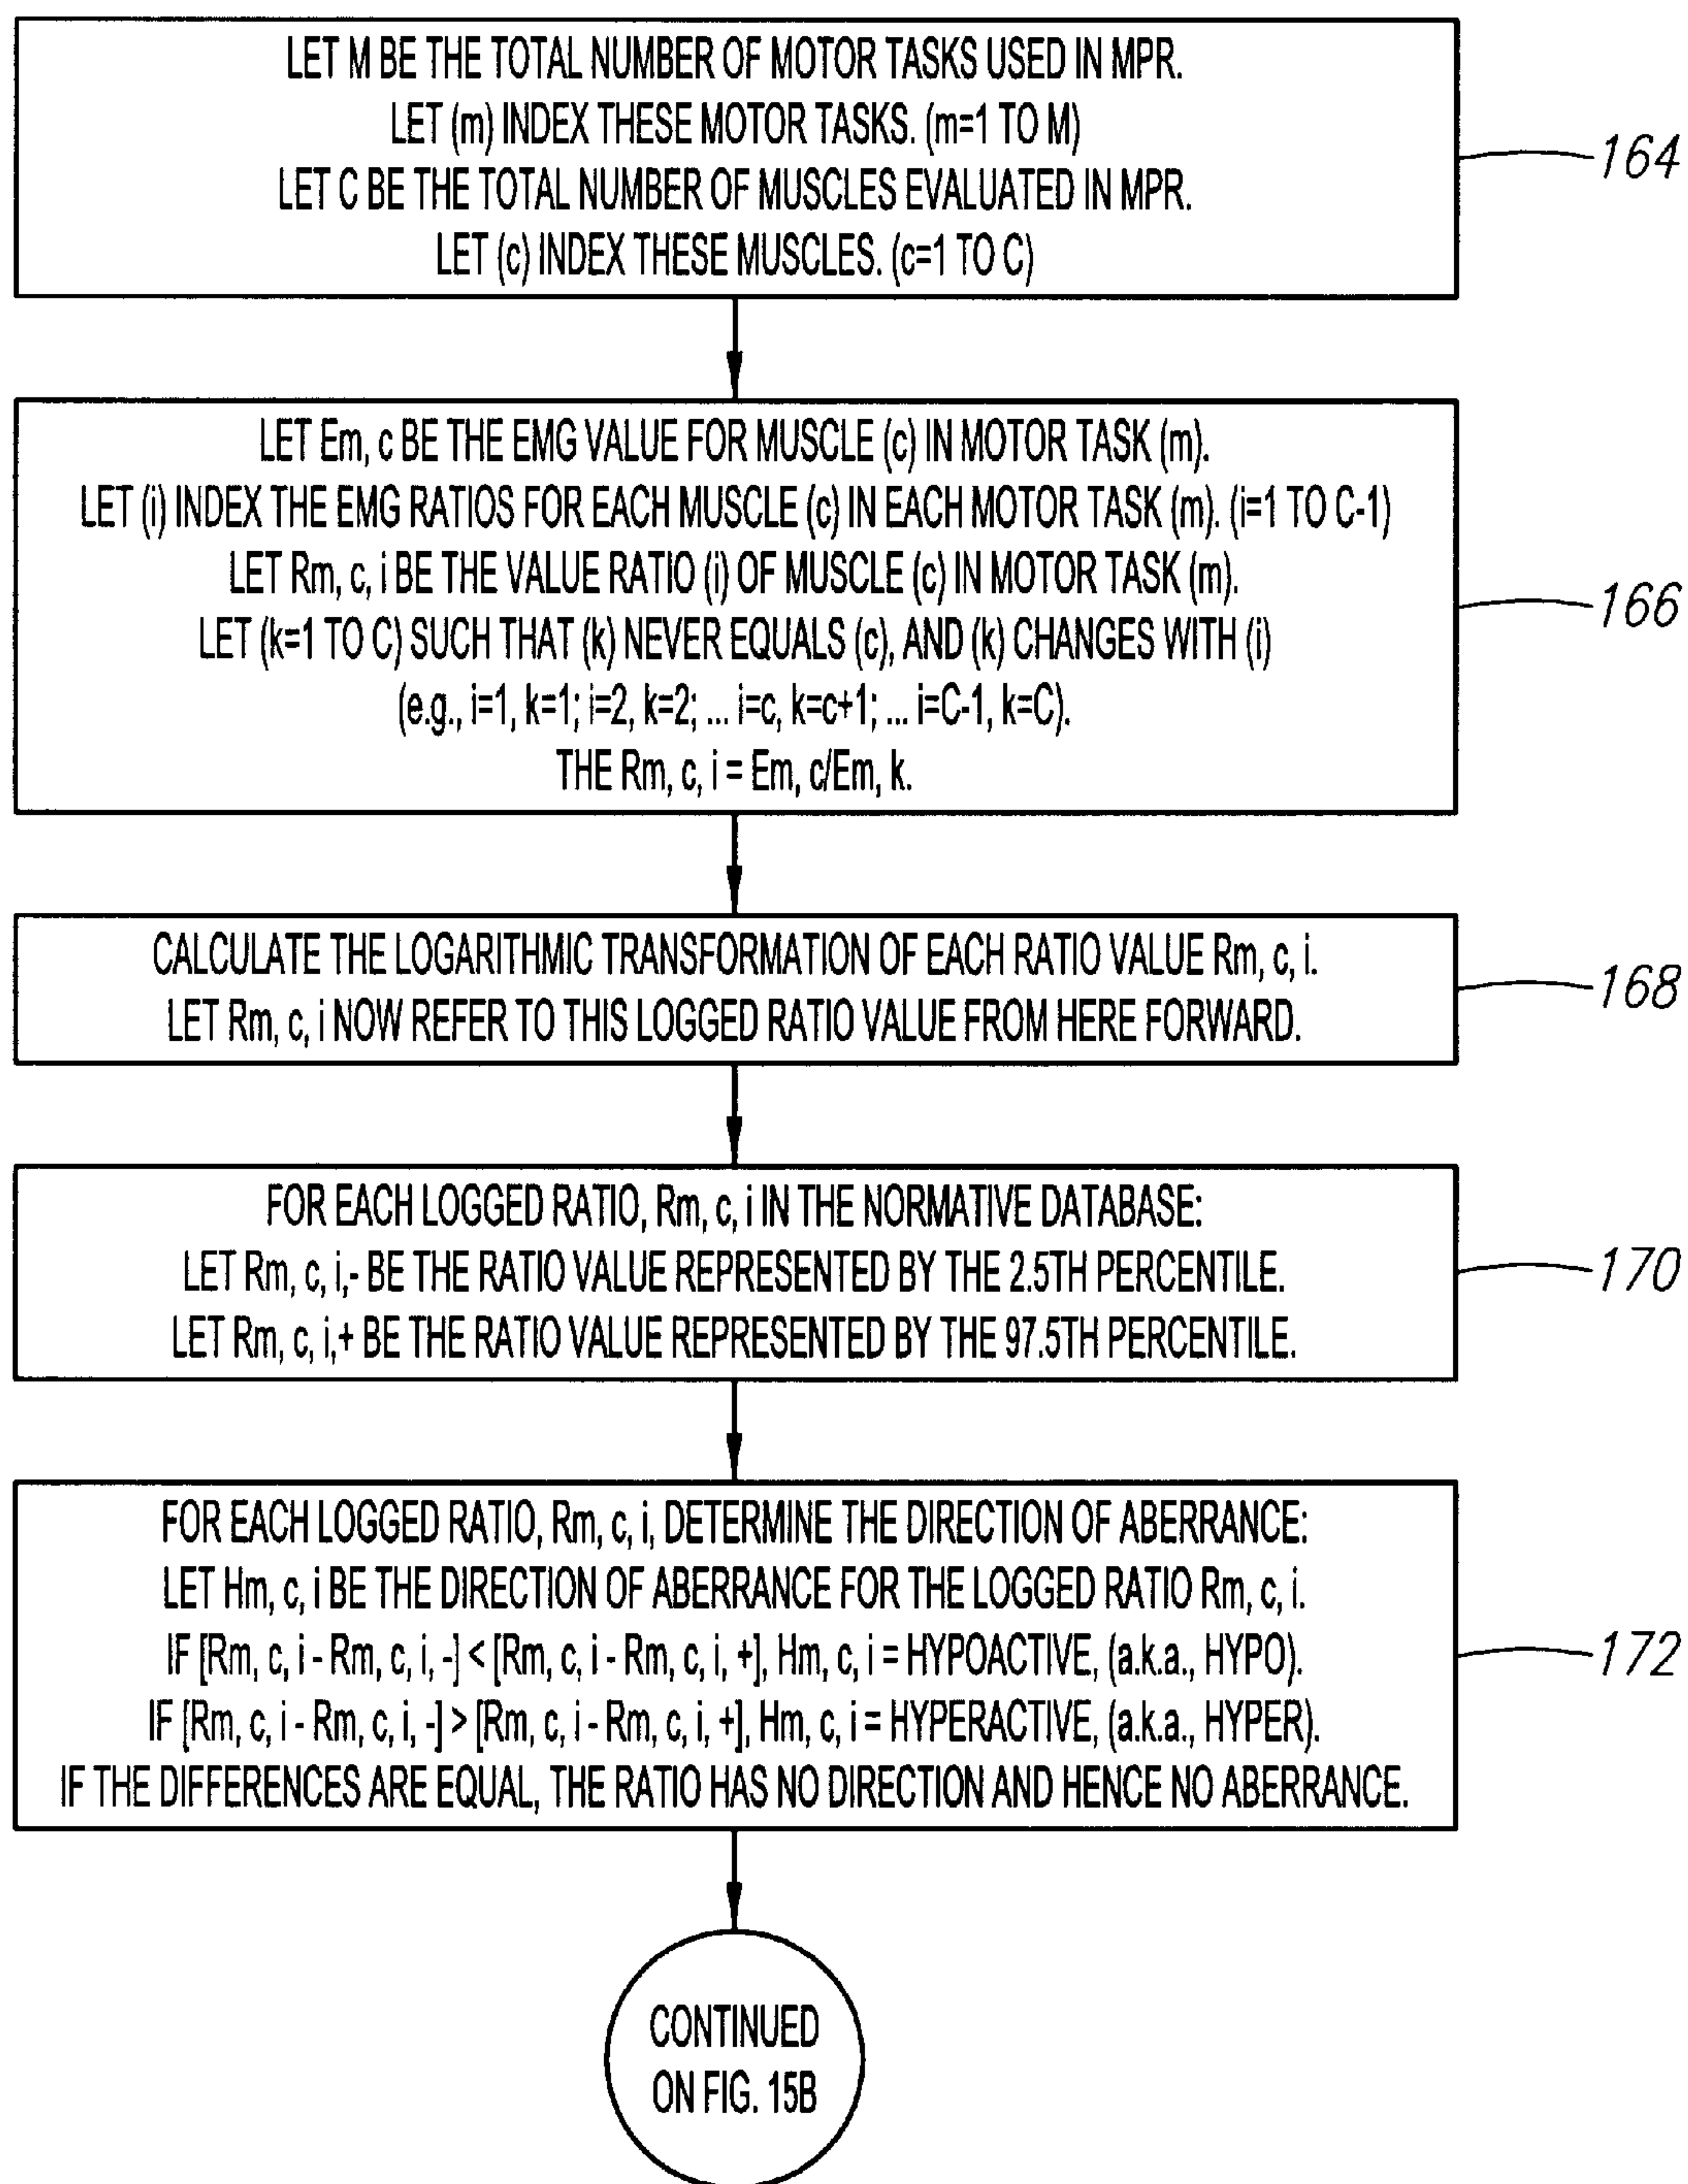 LET M BE THE TOTAL NUMBER OF MOTOR TASKS USED IN MPR.
LET (m) INDEX THESE MOTOR TASKS. (m=1 TO M)
LET C BE THE TOTAL NUMBER OF MUSCLES EVALUATED IN MPR.
LET (c) INDEX THESE MUSCLES. (c=1 TO C)
164
LET Em, c BE THE EMG VALUE FOR MUSCLE (c) IN MOTOR TASK (m).
LET (i) INDEX THE EMG RATIOS FOR EACH MUSCLE (c) IN EACH MOTOR TASK (m). (i=1 TO C-1)
LET Rm, c, i BE THE VALUE RATIO (i) OF MUSCLE (c) IN MOTOR TASK (m).
LET (k=1 TO C) SUCH THAT (k) NEVER EQUALS (c), AND (k) CHANGES WITH (i)
(e.g., i=1, k=1; i=2, k=2; ... i=c, k=c+1; ... i=C-1, k=C).
THE Rm, c, i = Em, c/Em, k.
166
CALCULATE THE LOGARITHMIC TRANSFORMATION OF EACH RATIO VALUE Rm, c, i.
LET Rm, c, i NOW REFER TO THIS LOGGED RATIO VALUE FROM HERE FORWARD.
168
FOR EACH LOGGED RATIO, Rm, c, i IN THE NORMATIVE DATABASE:
LET Rm, c, i,- BE THE RATIO VALUE REPRESENTED BY THE 2.5TH PERCENTILE.
LET Rm, c, i,+ BE THE RATIO VALUE REPRESENTED BY THE 97.5TH PERCENTILE.
170
FOR EACH LOGGED RATIO, Rm, c, i, DETERMINE THE DIRECTION OF ABERRANCE:
LET Hm, c, i BE THE DIRECTION OF ABERRANCE FOR THE LOGGED RATIO Rm, c, i.
IF [Rm, c, i - Rm, c, i, -] < [Rm, c, i - Rm, c, i, +], Hm, c, i = HYPOACTIVE, (a.k.a., HYPO).
IF [Rm, c, i - Rm, c, i, -] > [Rm, c, i - Rm, c, i, +], Hm, c, i = HYPERACTIVE, (a.k.a., HYPER).
IF THE DIFFERENCES ARE EQUAL, THE RATIO HAS NO DIRECTION AND HENCE NO ABERRANCE.
172
CONTINUED
ON FIG. 15B